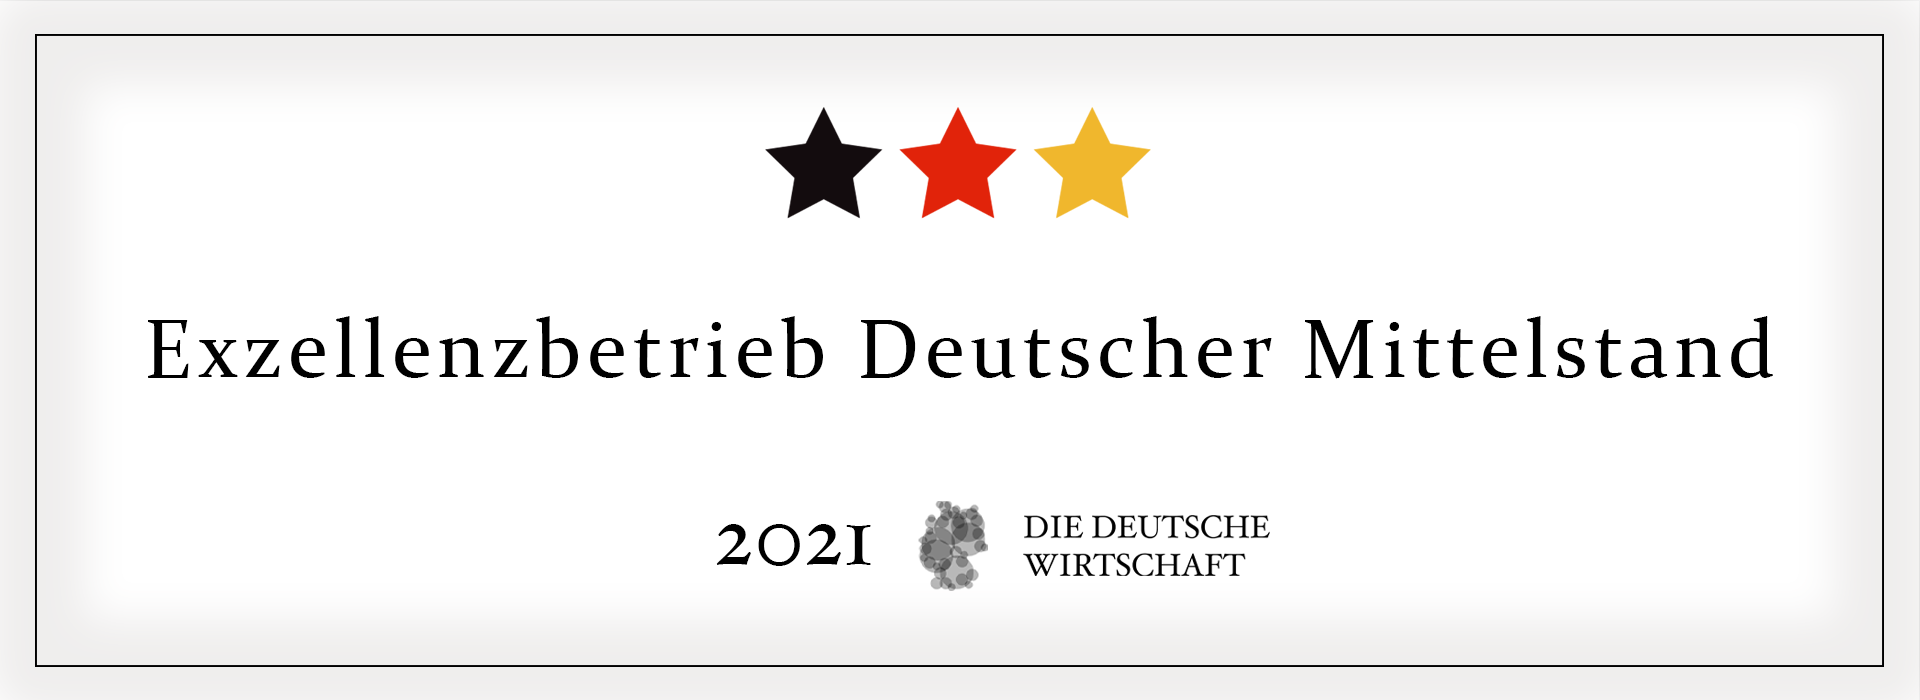 Exzellenzbetrieb Deutscher Mittelstand
2021
DIE DEUTSCHE
WIRTSCHAFT